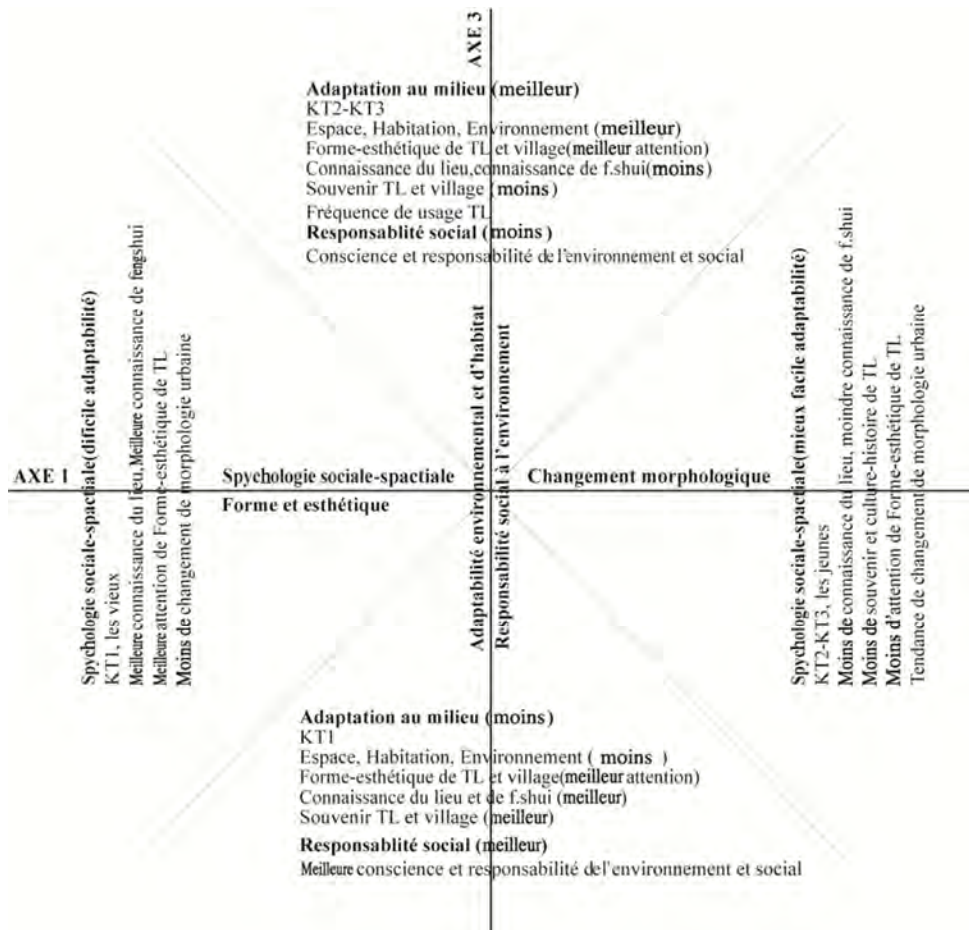 AXE 3
Adaptation au milieu (meilleur)
KT2-KT3
Espace, Habitation, Environnement (meilleur)
Forme-esthétique de TL et village(meilleur attention)
Connaissance du lieu,connaissance de f.shui(moins)
Souvenir TL et village (moins)
Fréquence de usage TL
Responsablité social (moins)
Conscience et responsabilité de l'environnement et social
Spychologie sociale-spactiale(dificile adaptabilité)
KT1, les vieux
Meilleure connaissance du lieu,Meilleure connaissance de fengshui
Meilleure attention de Forme-esthétique de TL
Moins de changement de morphologie urbaine
Adaptabilité environnemental et d'habitat
Responsabilité social à l'environnement
Spychologie sociale-spactiale(mieux facile adaptabilité)
KT2-KT3, les jeunes
Moins de connaissance du lieu, moindre connaissance de f.shui
Moins de souvenir et culture-histoire de TL
Moins d'attention de Forme-esthétique de TL
Tendance de changement de morphologie urbaine
AXE 1
Spychologie sociale-spactiale
Changement morphologique
Forme et esthétique
Adaptation au milieu (moins)
KT1
Espace, Habitation, Environnement ( moins )
Forme-esthétique de TL et village(meilleur attention)
Connaissance du lieu et de f.shui (meilleur)
Souvenir TL et village (meilleur)
Responsablité social (meilleur)
Meilleure conscience et responsabilité del'environnement et social